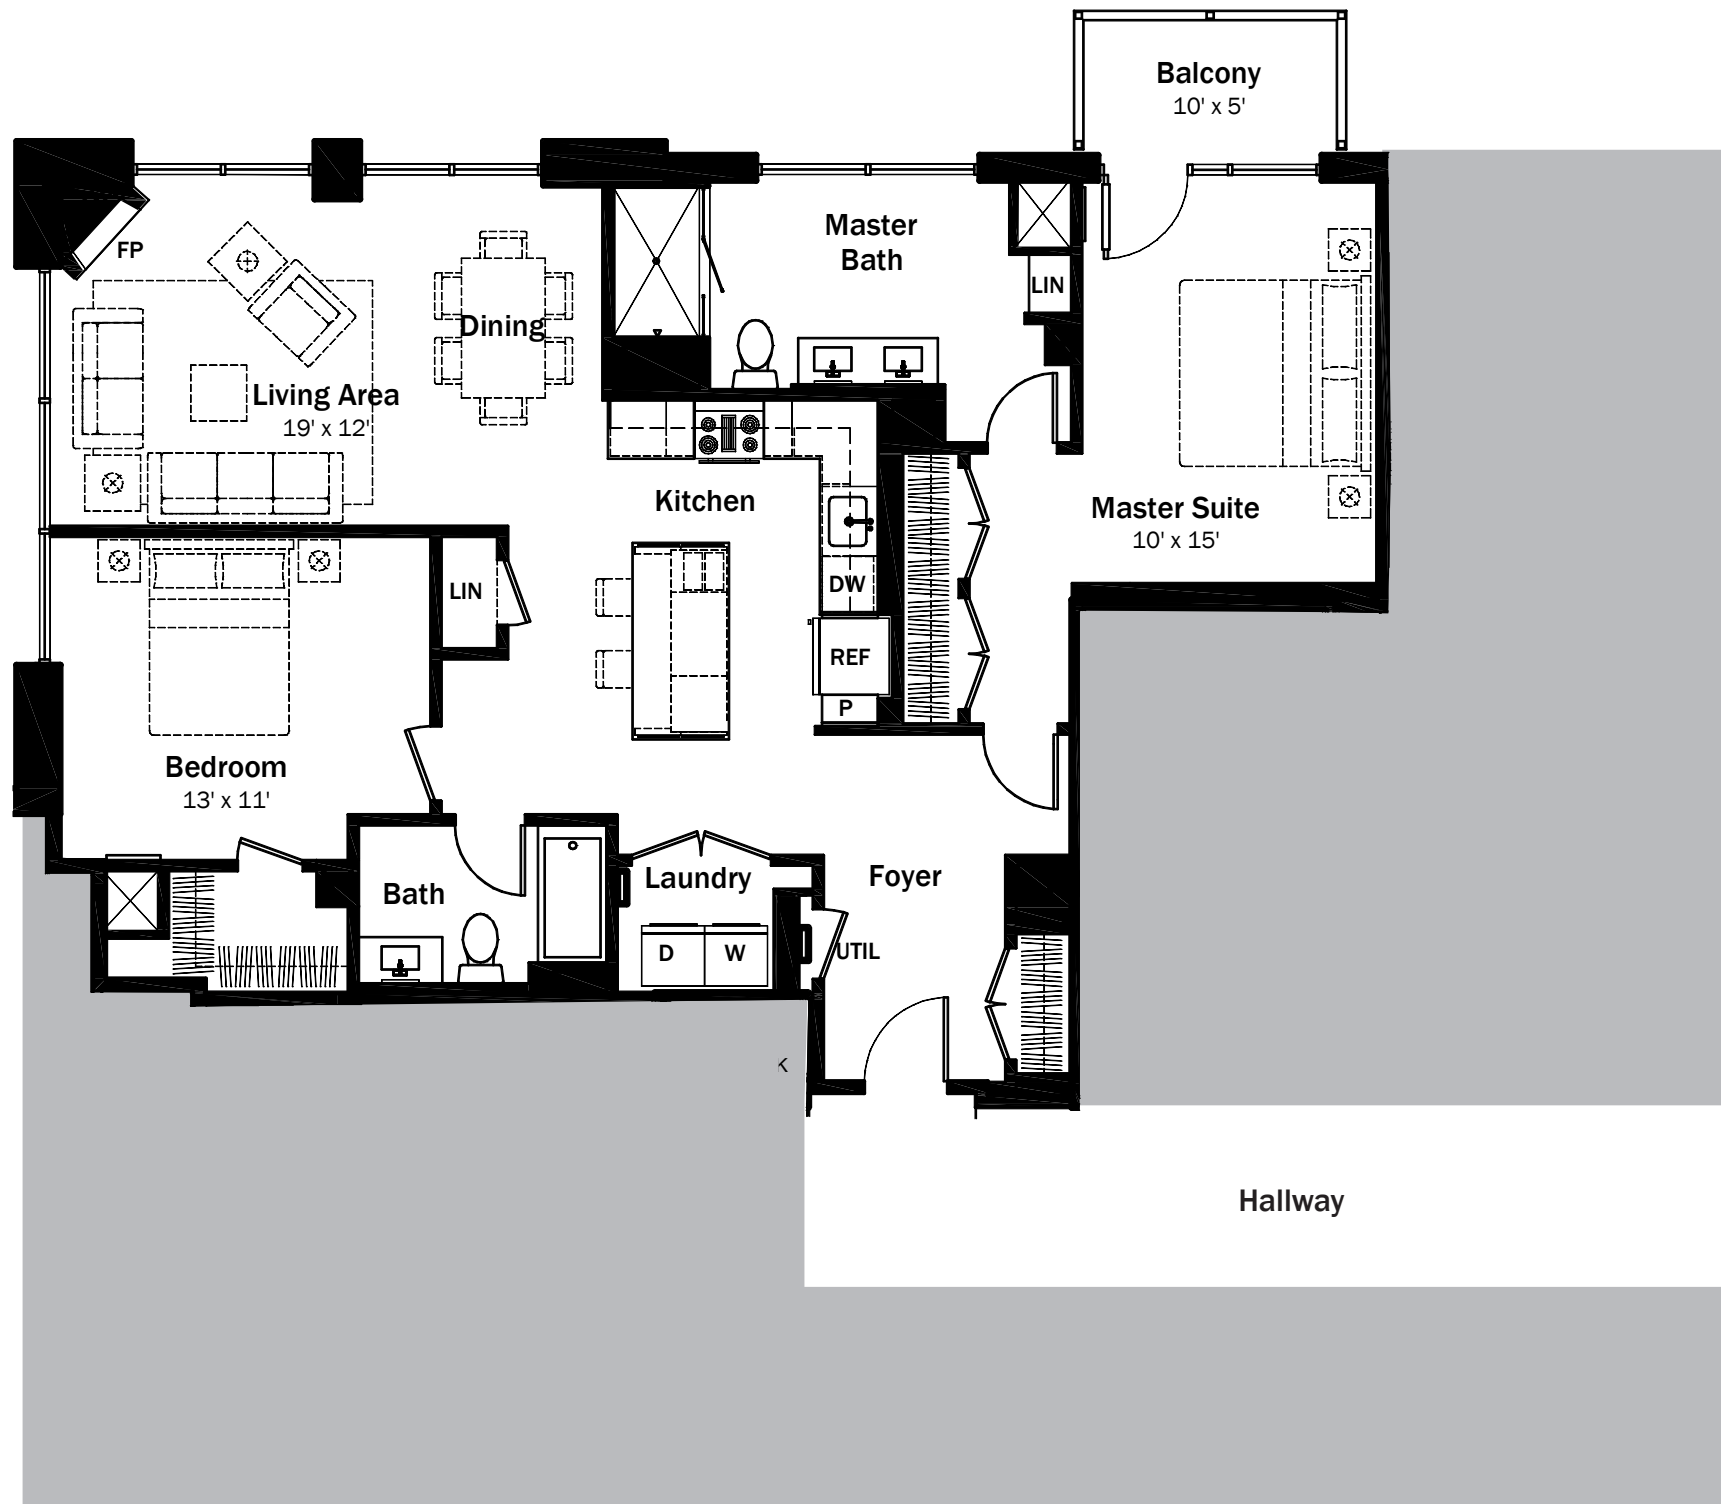 Balcony
10' x 5'
Master
Bath
FP
LIN
Dining
Living Area
19' x 12'
Kitchen
Master Suite
10' x 15'
LIN
DW
REF
P
Bedroom
13' x 11'
Bath
Laundry
Foyer
D
W
UTIL
K
Hallway